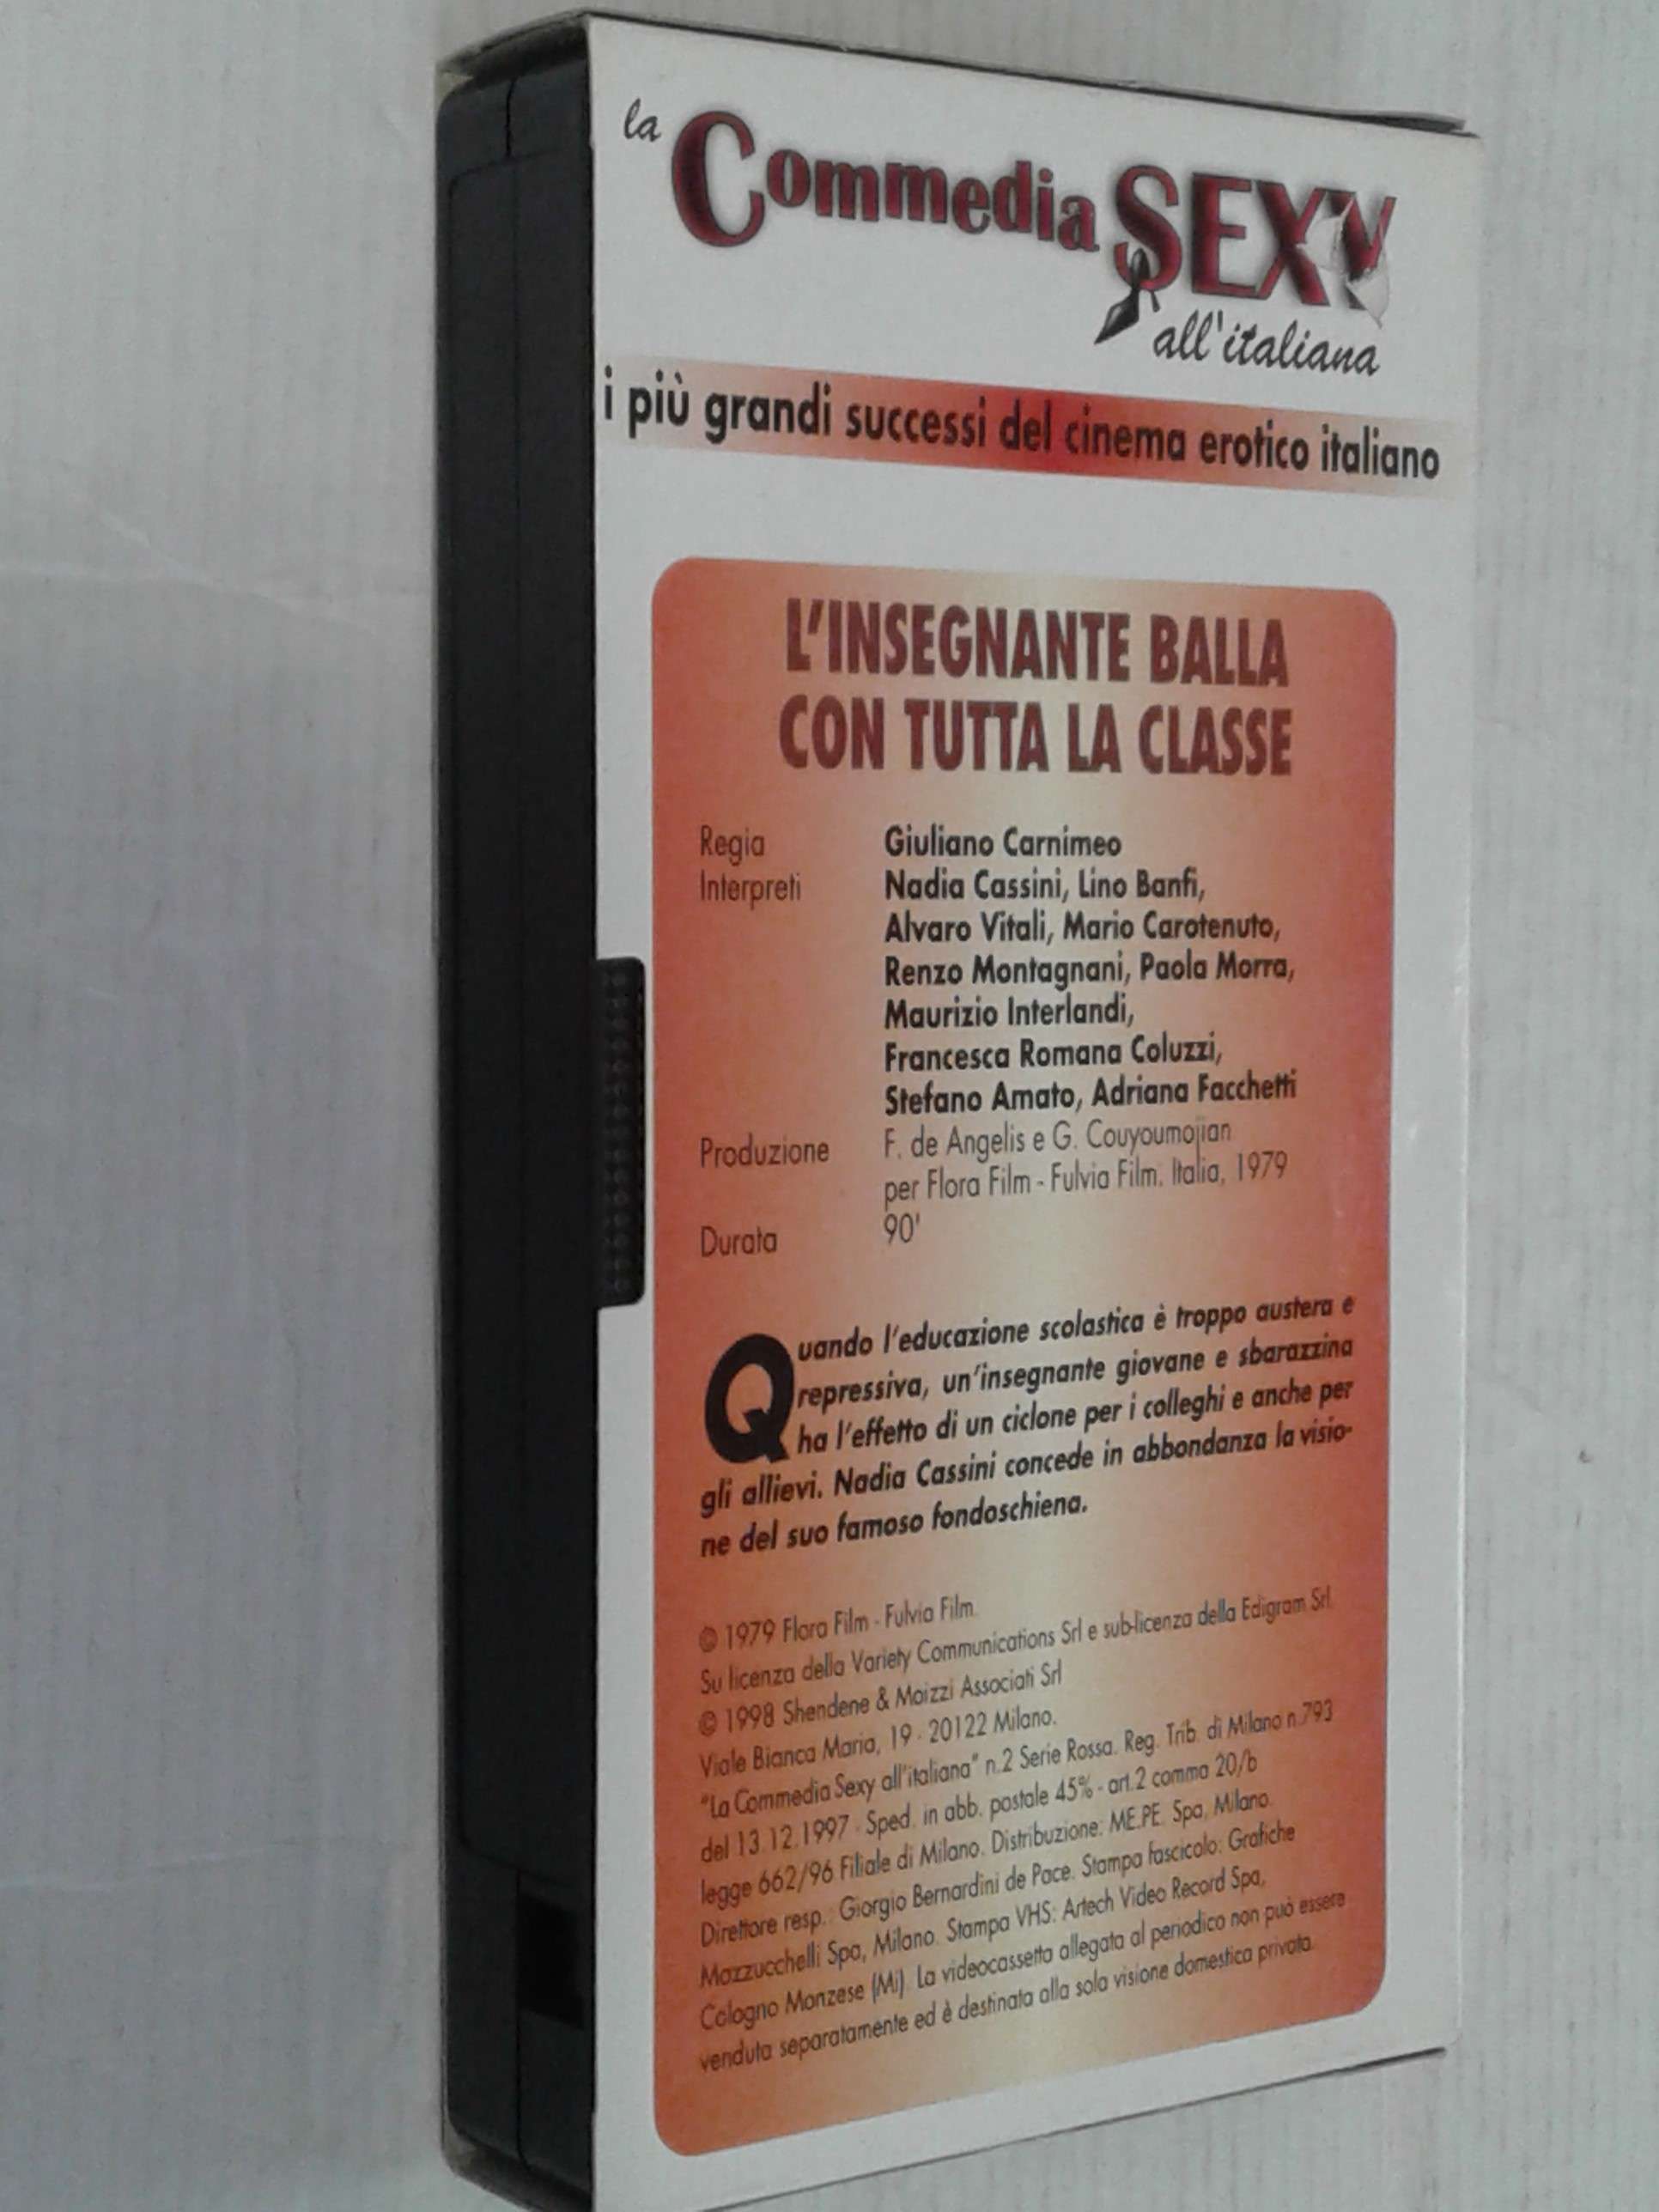 la Commedia SEXY
all'italiana
i più grandi successi del cinema erotico italiano
L'INSEGNANTE BALLA
CON TUTTA LA CLASSE
Regia Giuliano Carnimeo
Interpreti Nadia Cassini, Lino Banfi,
Alvaro Vitali, Mario Carotenuto,
Renzo Montagnani, Paola Morra,
Maurizio Interlandi,
Francesca Romana Coluzzi,
Stefano Amato, Adriana Facchetti
Produzione F. de Angelis e G. Couyoumojian
per Flora Film - Fulvia Film. Italia, 1979
Durata 90'
Quando l'educazione scolastica è troppo austera e
repressiva, un'insegnante giovane e sbarazzina
ha l'effetto di un ciclone per i colleghi e anche per
gli allievi. Nadia Cassini concede in abbondanza la visio-
ne del suo famoso fondoschiena.
© 1979 Flora Film - Fulvia Film.
Su licenza della Variety Communications Srl e sub-licenza della Edigram Srl.
© 1998 Shendene & Moizzi Associati Srl
Viale Bianca Maria, 19 - 20122 Milano.
"La Commedia Sexy all'italiana" n.2 Serie Rossa. Reg. Trib. di Milano n.793
del 13.12.1997 - Sped. in abb. postale 45% - art.2 comma 20/b
legge 662/96 Filiale di Milano. Distribuzione: ME.PE. Spa, Milano.
Direttore resp.: Giorgio Bernardini de Pace. Stampa fascicolo: Grafiche
Mazzucchelli Spa, Milano. Stampa VHS: Artech Video Record Spa,
Cologno Monzese (Mi). La videocassetta allegata al periodico non può essere
venduta separatamente ed è destinata alla sola visione domestica privata.